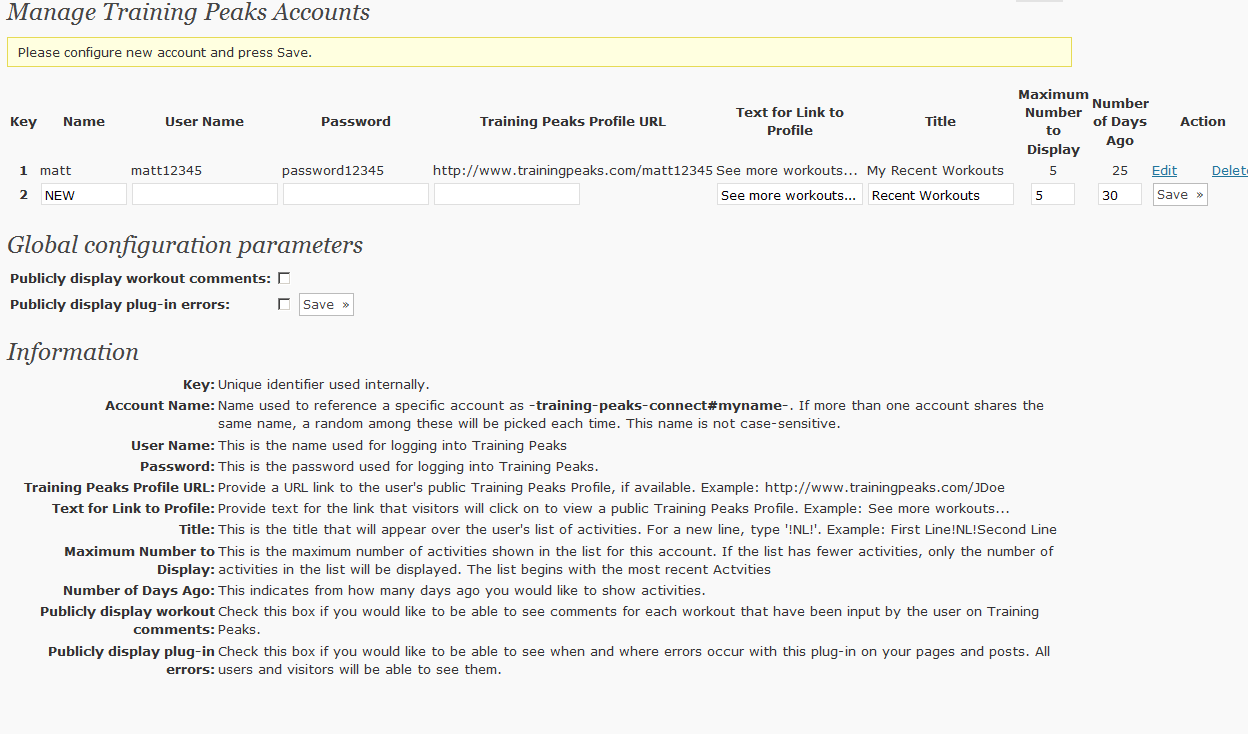 Manage Training Peaks Accounts
Please configure new account and press Save.
Key Name User Name Password Training Peaks Profile URL Text for Link to Profile Title Maximum Number to Display Number of Days Ago Action
1 matt matt12345 password12345 http://www.trainingpeaks.com/matt12345 See more workouts... My Recent Workouts 5 25 Edit Delete
2 NEW See more workouts... Recent Workouts 5 30 Save »
Global configuration parameters
Publicly display workout comments:
Publicly display plug-in errors: Save »
Information
Key: Unique identifier used internally.
Account Name: Name used to reference a specific account as -training-peaks-connect#myname-. If more than one account shares the
same name, a random among these will be picked each time. This name is not case-sensitive.
User Name: This is the name used for logging into Training Peaks
Password: This is the password used for logging into Training Peaks.
Training Peaks Profile URL: Provide a URL link to the user's public Training Peaks Profile, if available. Example: http://www.trainingpeaks.com/JDoe
Text for Link to Profile: Provide text for the link that visitors will click on to view a public Training Peaks Profile. Example: See more workouts...
Title: This is the title that will appear over the user's list of activities. For a new line, type '!NL!'. Example: First Line!NL!Second Line
Maximum Number to This is the maximum number of activities shown in the list for this account. If the list has fewer activities, only the number of
Display: activities in the list will be displayed. The list begins with the most recent Actvities
Number of Days Ago: This indicates from how many days ago you would like to show activities.
Publicly display workout Check this box if you would like to be able to see comments for each workout that have been input by the user on Training
comments: Peaks.
Publicly display plug-in Check this box if you would like to be able to see when and where errors occur with this plug-in on your pages and posts. All
errors: users and visitors will be able to see them.